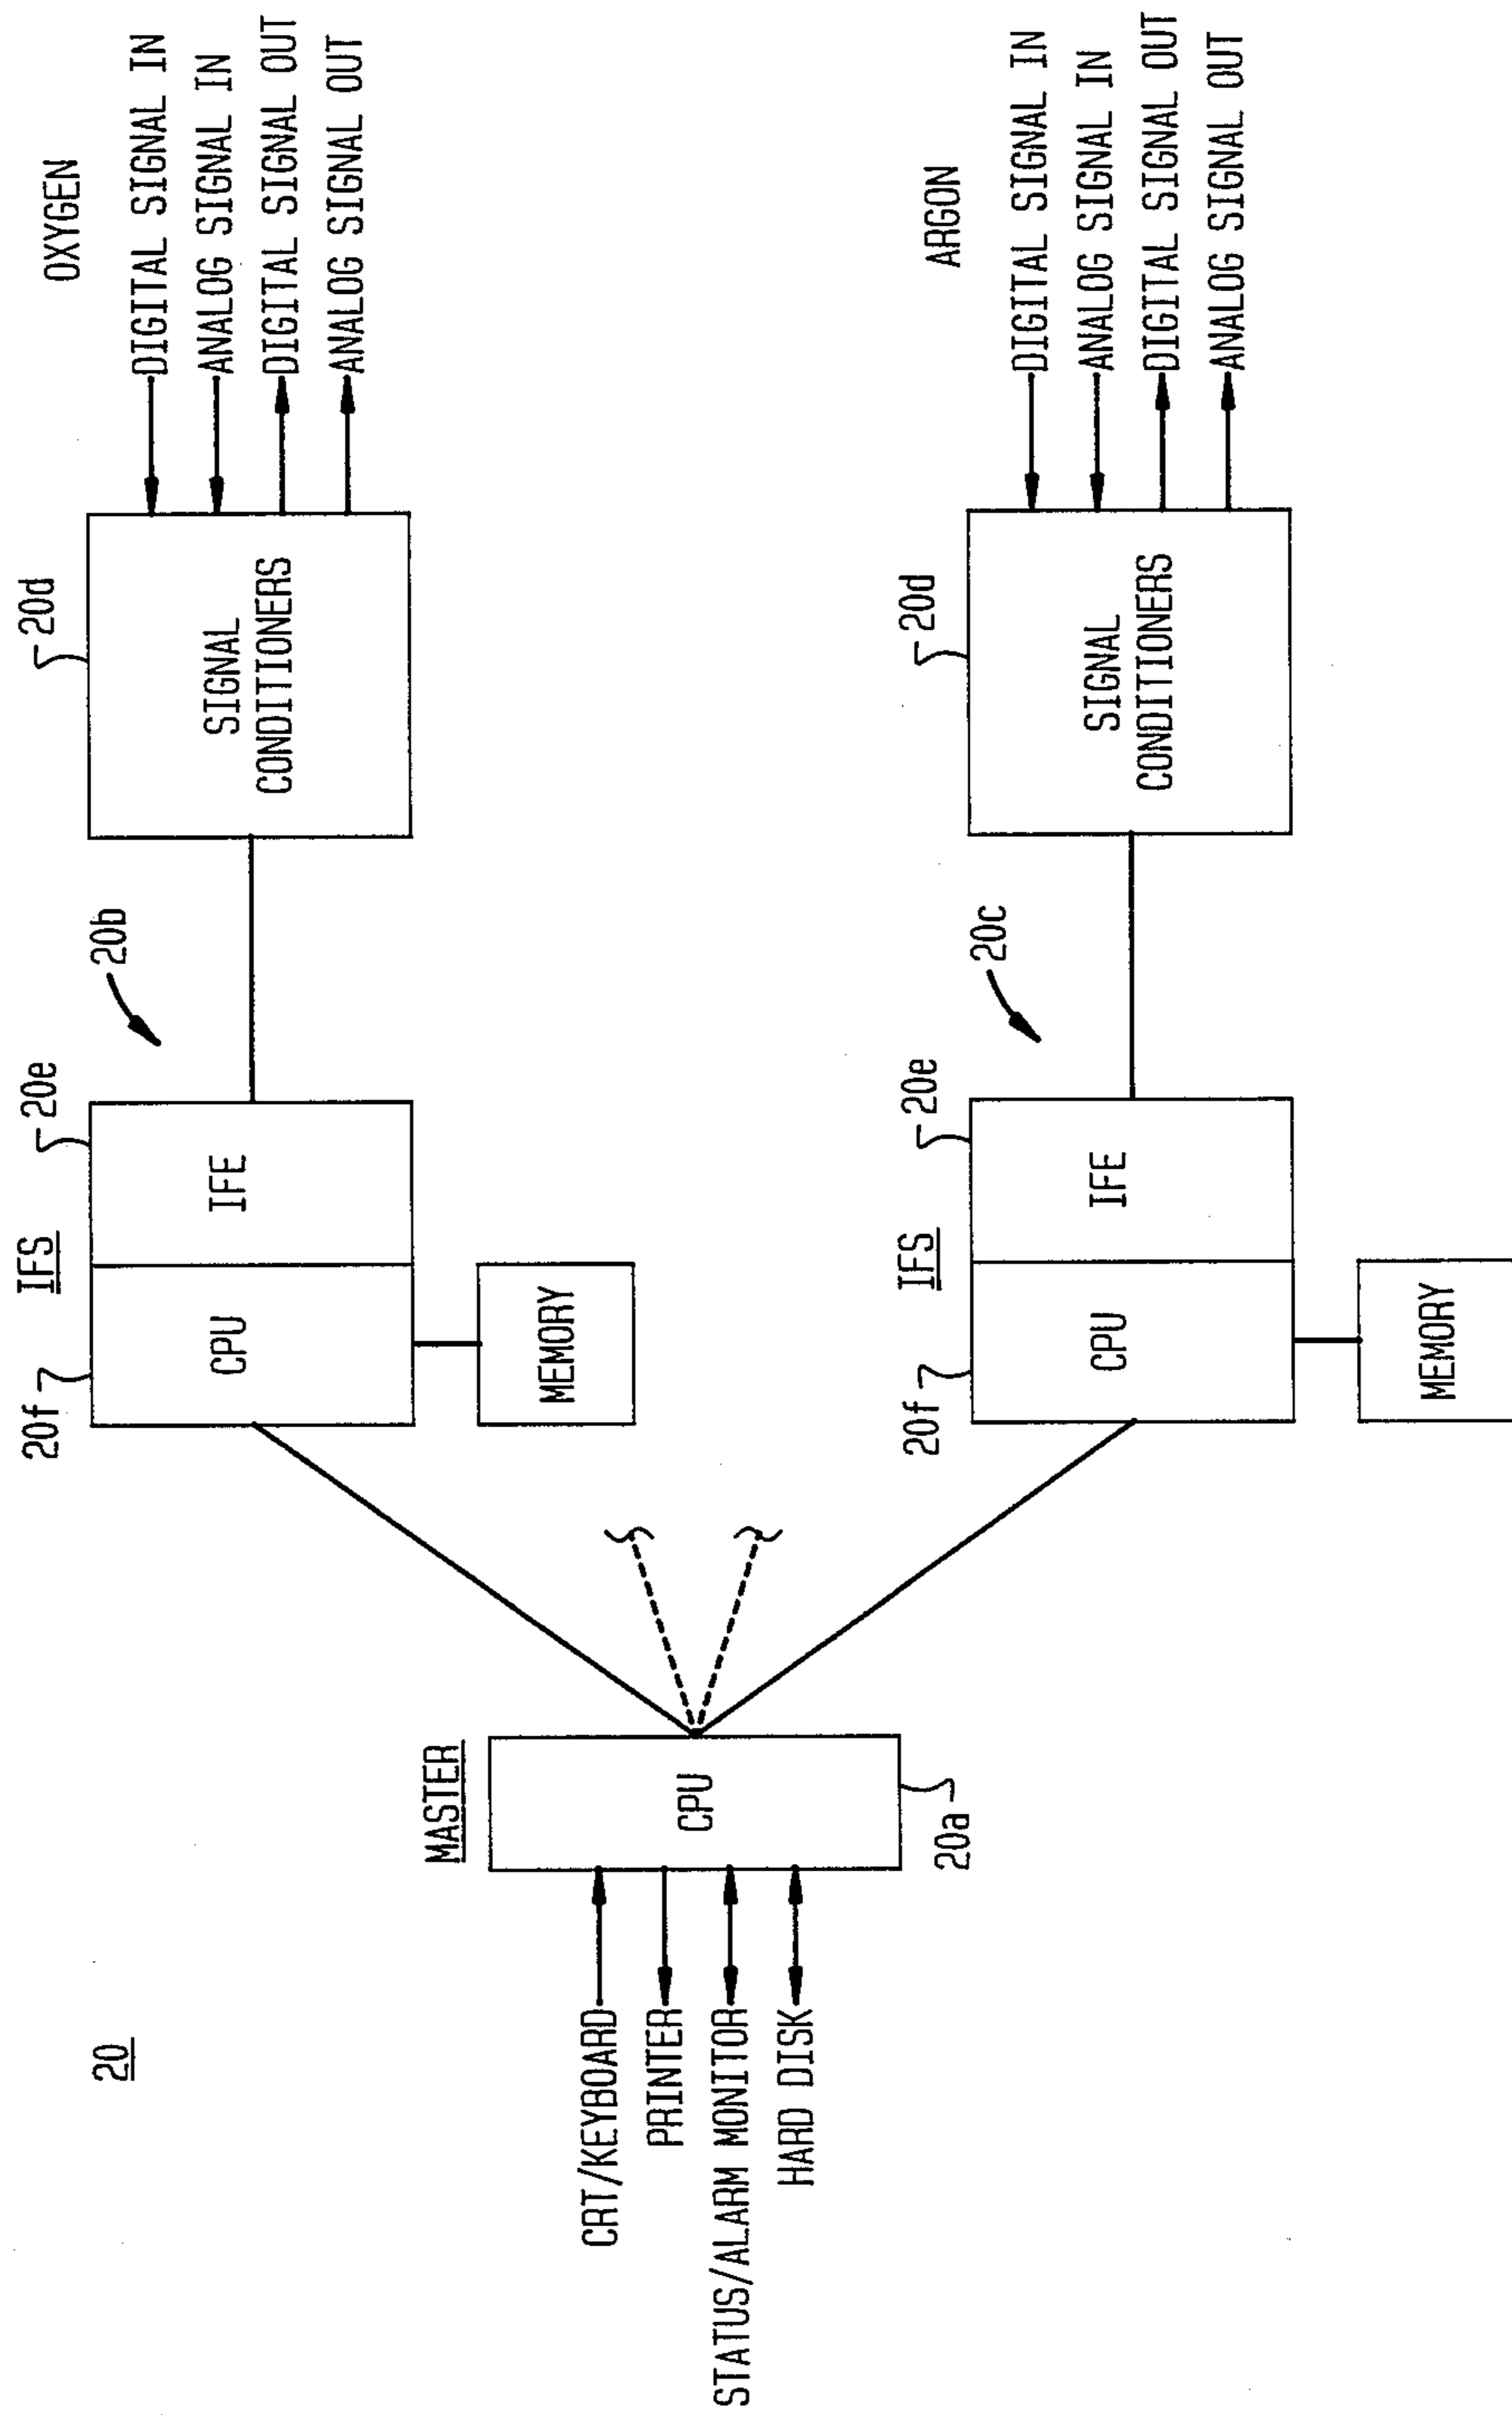 20
CRT/KEYBOARD
PRINTER
STATUS/ALARM MONITOR
HARD DISK
MASTER
CPU
20a
20f
IFS
20e
CPU
IFE
MEMORY
20b
20d
SIGNAL
CONDITIONERS
OXYGEN
DIGITAL SIGNAL IN
ANALOG SIGNAL IN
DIGITAL SIGNAL OUT
ANALOG SIGNAL OUT
20f
IFS
20e
CPU
IFE
MEMORY
20c
20d
SIGNAL
CONDITIONERS
ARGON
DIGITAL SIGNAL IN
ANALOG SIGNAL IN
DIGITAL SIGNAL OUT
ANALOG SIGNAL OUT